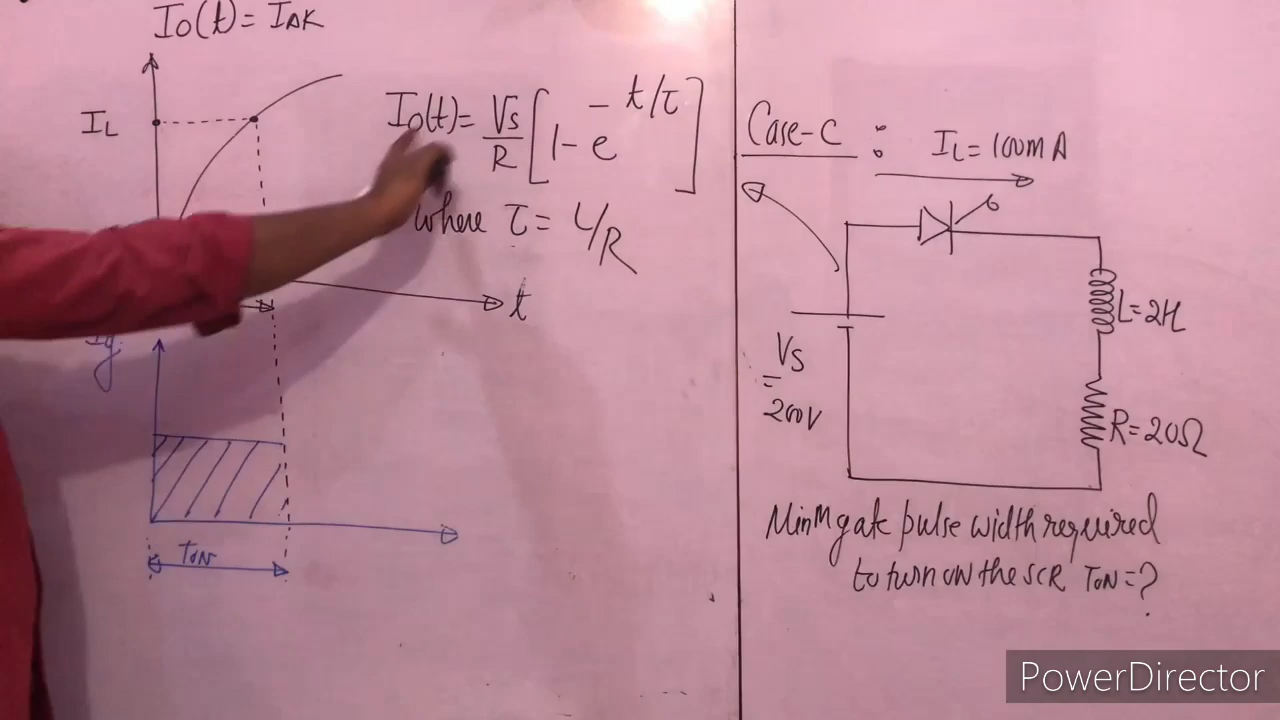 Io(t) = IAK
IL
Io(t) = Vs/R [1 - e^-t/τ]
where τ = L/R
t
Ig
TON
Case-C : IL = 100mA
G
L=2H
Vs
=
200V
R=20Ω
Minm gate pulse width required
to turn on the SCR TON=?
PowerDirector